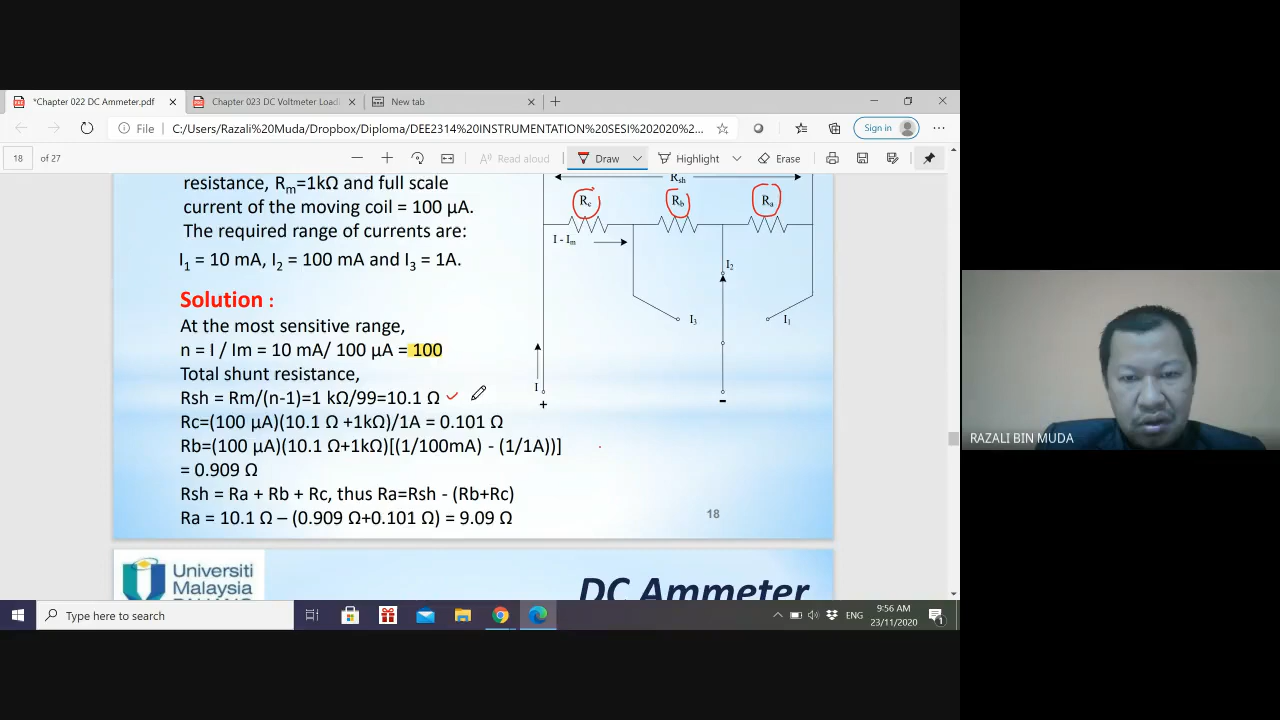 *Chapter 022 DC Ammeter.pdf
Chapter 023 DC Voltmeter Loadi
New tab
File
C:/Users/Razali%20Muda/Dropbox/Diploma/DEE2314%20INSTRUMENTATION%20SESI%202020%2...
Sign in
18 of 27
Read aloud
Draw
Highlight
Erase
resistance, Rm=1kΩ and full scale
current of the moving coil = 100 µA.
The required range of currents are:
I1 = 10 mA, I2 = 100 mA and I3 = 1A.
Solution :
At the most sensitive range,
n = I / Im = 10 mA/ 100 µA = 100
Total shunt resistance,
Rsh = Rm/(n-1)=1 kΩ/99=10.1 Ω
Rc=(100 µA)(10.1 Ω +1kΩ)/1A = 0.101 Ω
Rb=(100 µA)(10.1 Ω+1kΩ)[(1/100mA) - (1/1A))]
= 0.909 Ω
Rsh = Ra + Rb + Rc, thus Ra=Rsh - (Rb+Rc)
Ra = 10.1 Ω – (0.909 Ω+0.101 Ω) = 9.09 Ω
Rsh
Rc
Rb
Ra
I - Im
I2
I3
I1
I
+
-
18
Universiti
Malaysia
DC Ammeter
RAZALI BIN MUDA
Type here to search
ENG
9:56 AM
23/11/2020
1